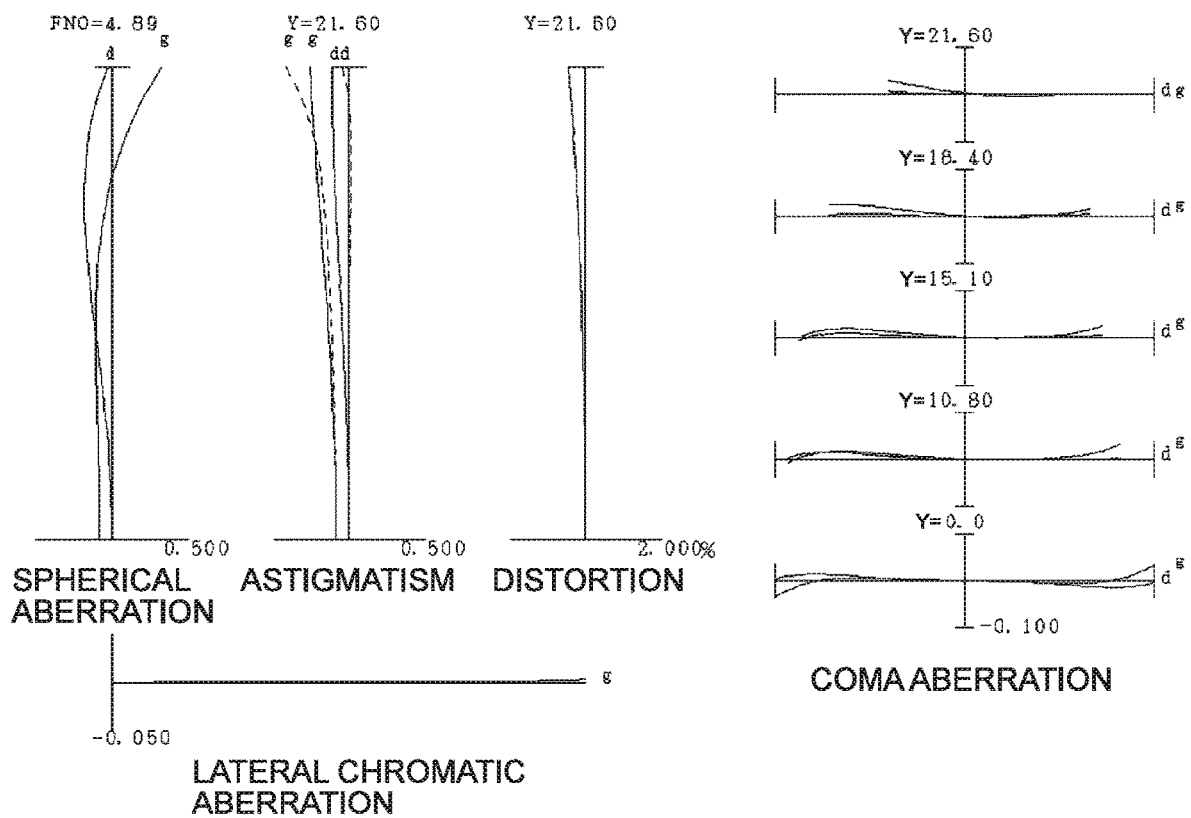 FNO=4.89
d
g
Y=21.60
g g dd
Y=21.60
0.500
SPHERICAL
ABERRATION
0.500
ASTIGMATISM
2.000%
DISTORTION
g
-0.050
LATERAL CHROMATIC
ABERRATION
Y=21.60
d g
Y=18.40
d g
Y=15.10
d g
Y=10.80
d g
Y=0.0
d g
-0.100
COMA ABERRATION